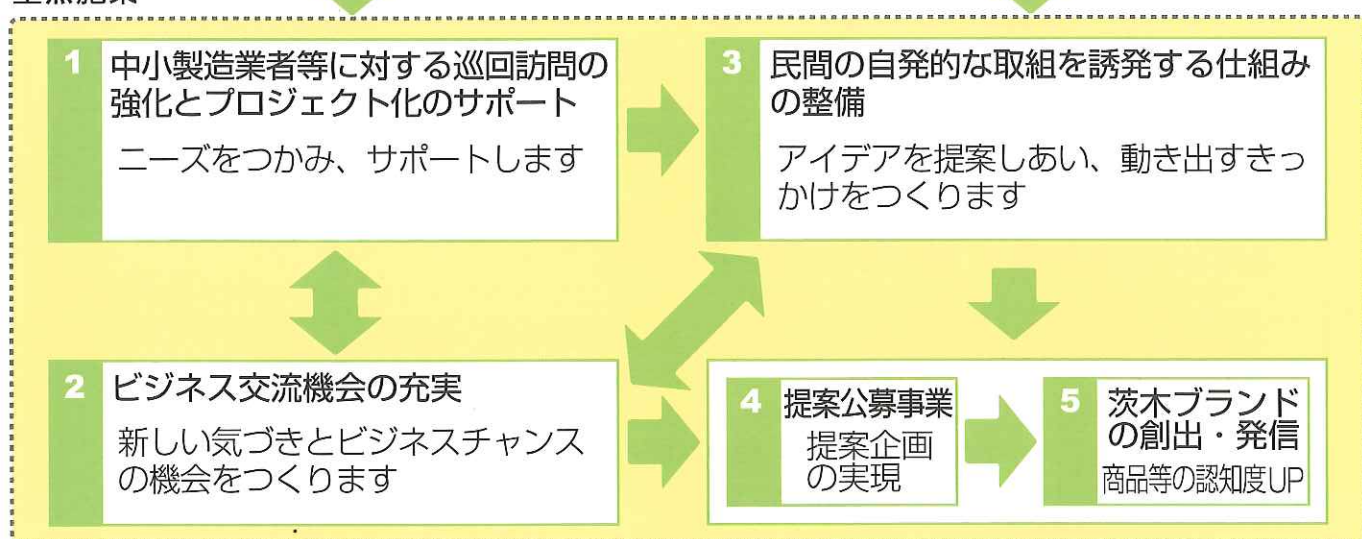 1
中小製造業者等に対する巡回訪問の
強化とプロジェクト化のサポート
ニーズをつかみ、サポートします
2
ビジネス交流機会の充実
新しい気づきとビジネスチャンス
の機会をつくります
3
民間の自発的な取組を誘発する仕組み
の整備
アイデアを提案しあい、動き出すきっ
かけをつくります
4
提案公募事業
提案企画
の実現
5
茨木ブランド
の創出・発信
商品等の認知度UP